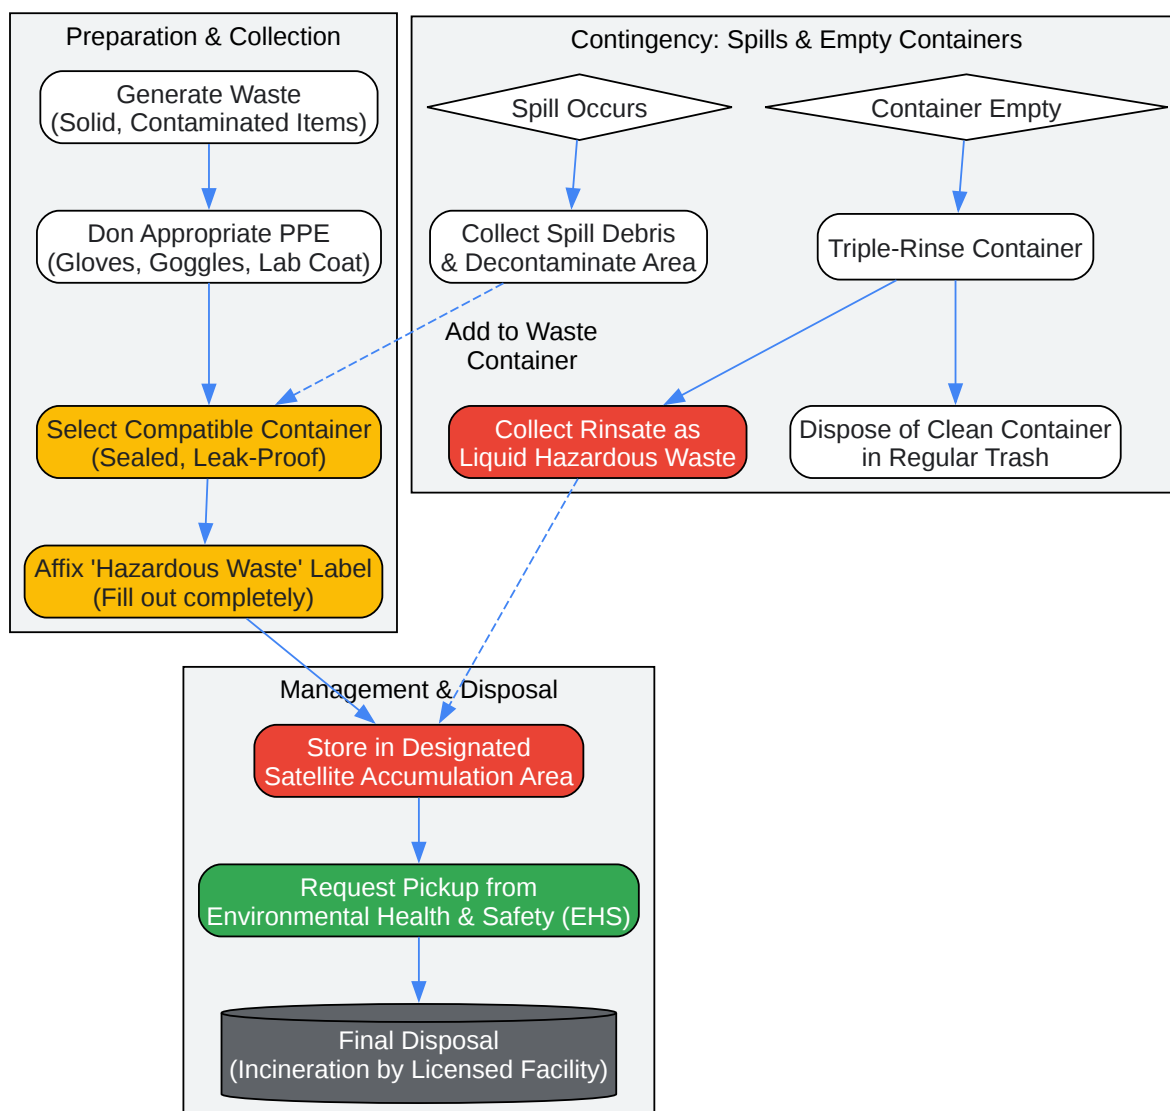 Preparation & Collection
Generate Waste
(Solid, Contaminated Items)
Don Appropriate PPE
(Gloves, Goggles, Lab Coat)
Select Compatible Container
(Sealed, Leak-Proof)
Affix 'Hazardous Waste' Label
(Fill out completely)
Contingency: Spills & Empty Containers
Spill Occurs
Container Empty
Collect Spill Debris
& Decontaminate Area
Triple-Rinse Container
Add to Waste
Container
Collect Rinsate as
Liquid Hazardous Waste
Dispose of Clean Container
in Regular Trash
Management & Disposal
Store in Designated
Satellite Accumulation Area
Request Pickup from
Environmental Health & Safety (EHS)
Final Disposal
(Incineration by Licensed Facility)